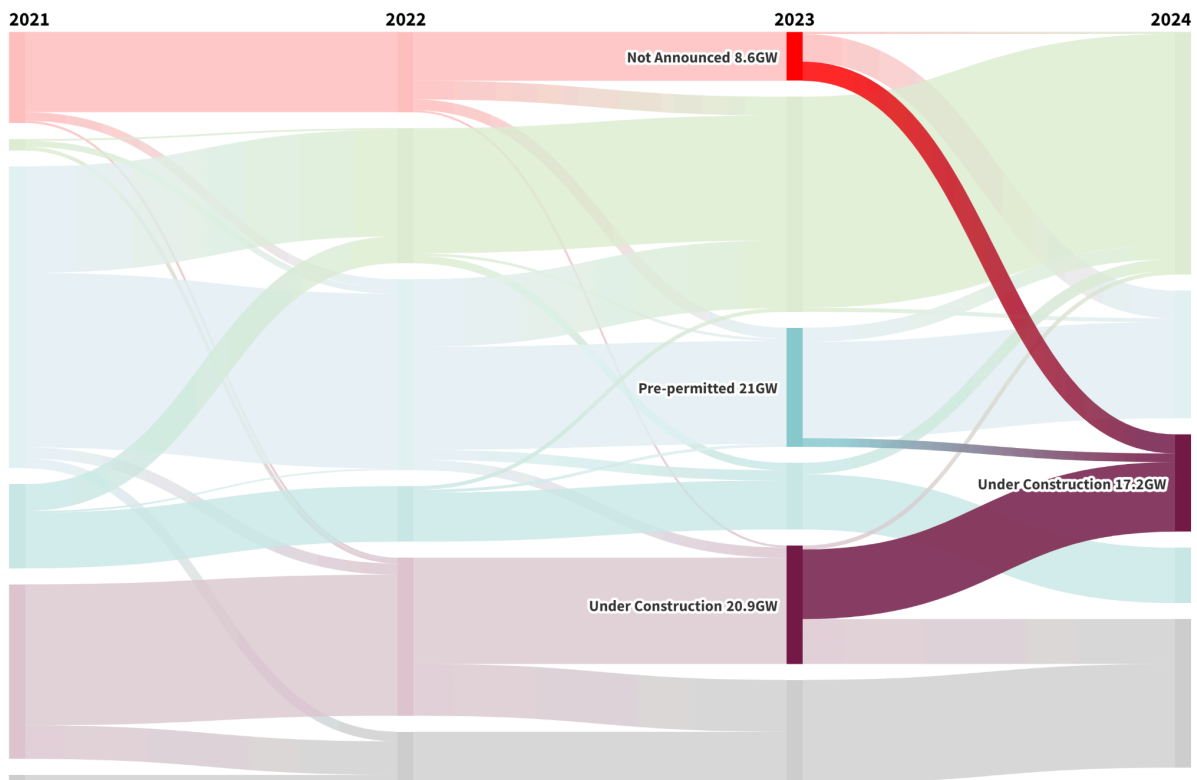 2021 2022 2023 2024
Not Announced 8.6GW
Pre-permitted 21GW
Under Construction 17.2GW
Under Construction 20.9GW